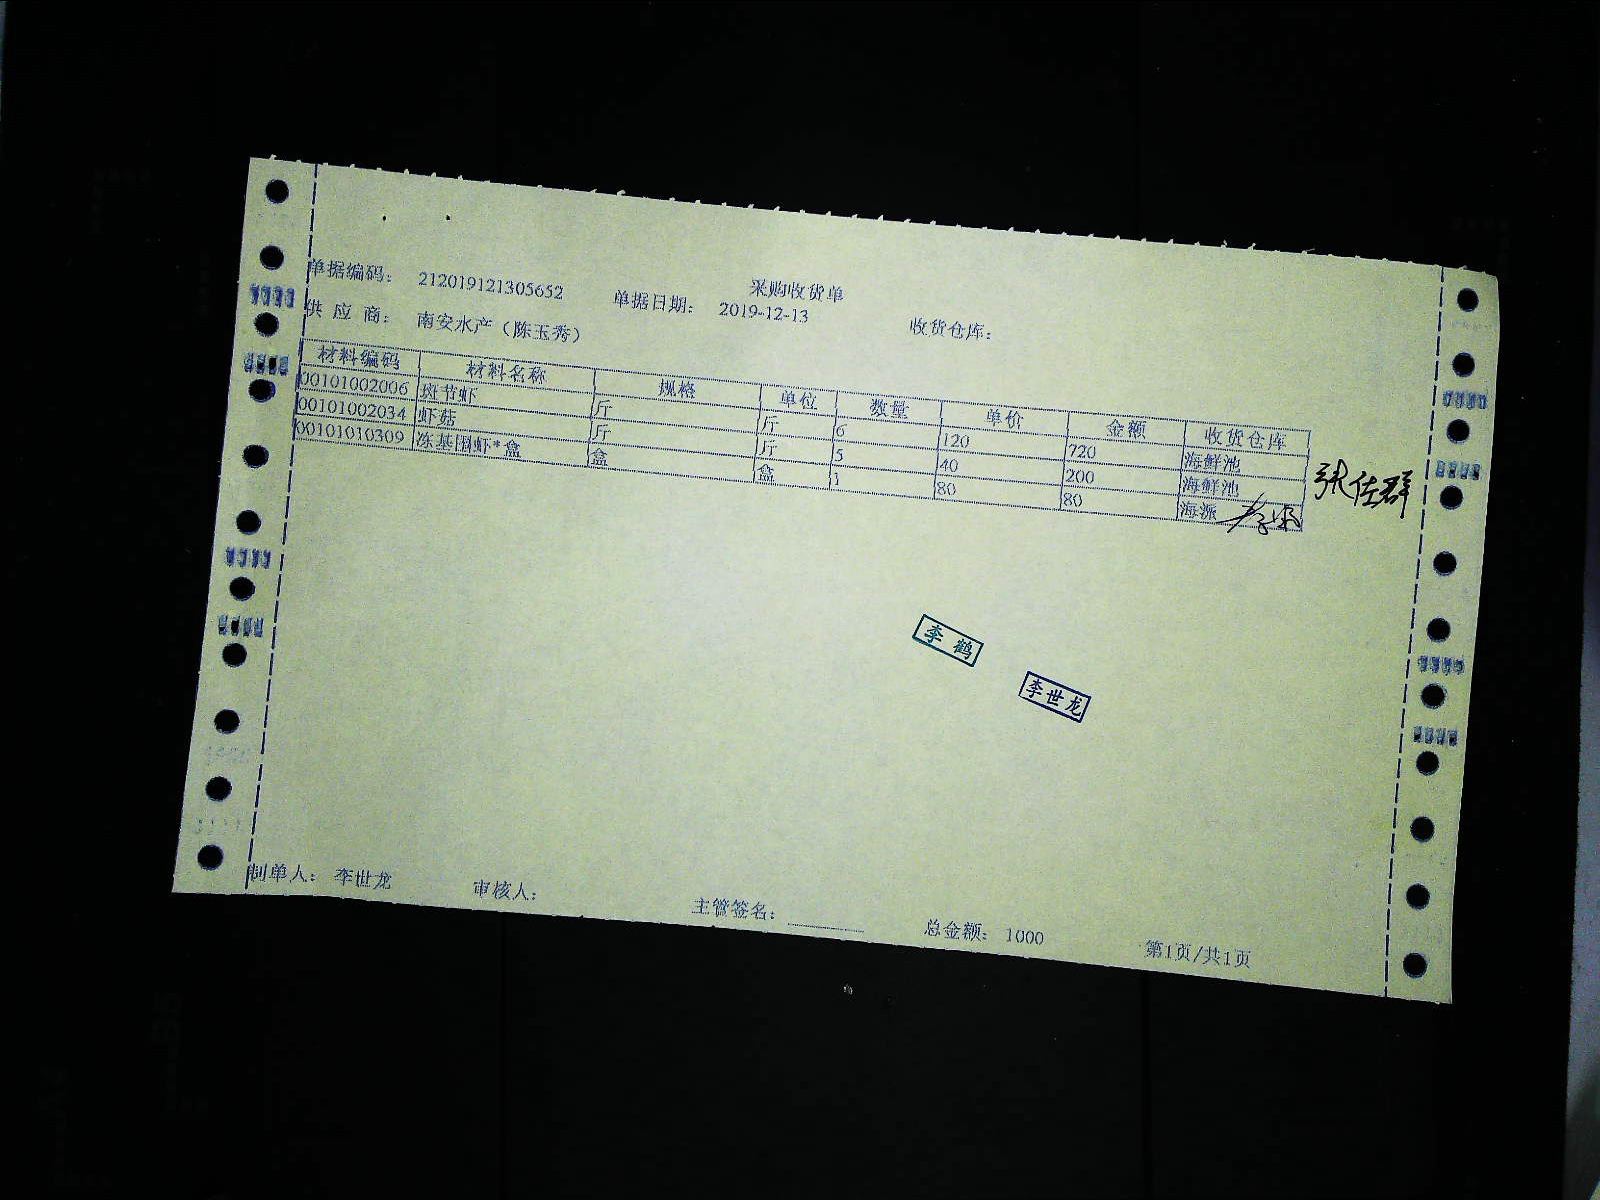 采购收货单
单据编码： 212019121305652 单据日期： 2019-12-13 收货仓库：
供 应 商： 南安水产（陈玉秀）
材料编码 材料名称 规格 单位 数量 单价 金额 收货仓库
00101002006 斑节虾 斤 斤 6 120 720 海鲜池
00101002034 虾菇 斤 斤 5 40 200 海鲜池
00101010309 冻基围虾*盒 盒 盒 1 80 80 海派
张佐群
李鹤
李世龙
制单人： 李世龙 审核人： 主管签名： 总金额： 1000 第1页/共1页